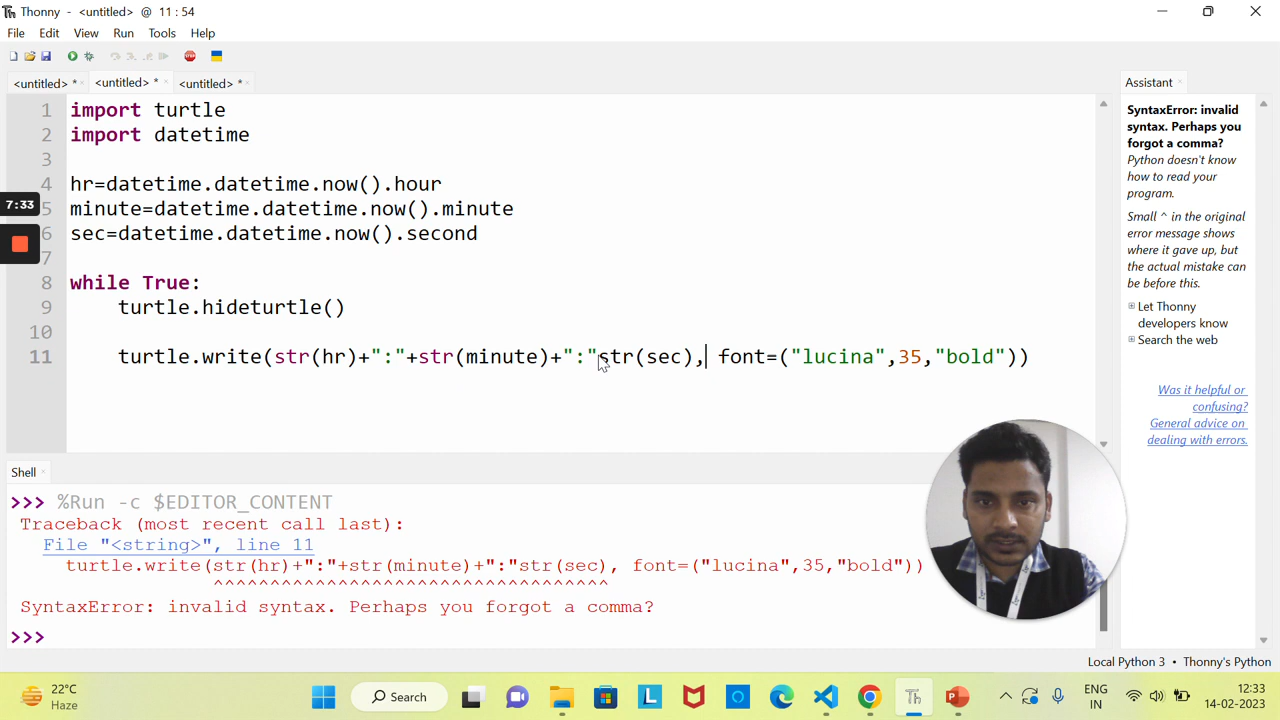 Thonny - <untitled> @ 11 : 54
File Edit View Run Tools Help
<untitled> * <untitled> * <untitled> *
1 import turtle
2 import datetime
3
4 hr=datetime.datetime.now().hour
5 minute=datetime.datetime.now().minute
6 sec=datetime.datetime.now().second
7
8 while True:
9 turtle.hideturtle()
10
11 turtle.write(str(hr)+":"+str(minute)+":"str(sec), font=("lucina",35,"bold"))
7:33
Assistant
SyntaxError: invalid
syntax. Perhaps you
forgot a comma?
Python doesn't know
how to read your
program.
Small ^ in the original
error message shows
where it gave up, but
the actual mistake can
be before this.
Let Thonny
developers know
Search the web
Was it helpful or
confusing?
General advice on
dealing with errors.
Shell
>>> %Run -c $EDITOR_CONTENT
Traceback (most recent call last):
File "<string>", line 11
turtle.write(str(hr)+":"+str(minute)+":"str(sec), font=("lucina",35,"bold"))
^^^^^^^^^^^^^^^^^^^^^^^^^^^^^^^^^^^
SyntaxError: invalid syntax. Perhaps you forgot a comma?
>>>
Local Python 3 • Thonny's Python
22°C
Haze
Search
ENG
IN
12:33
14-02-2023